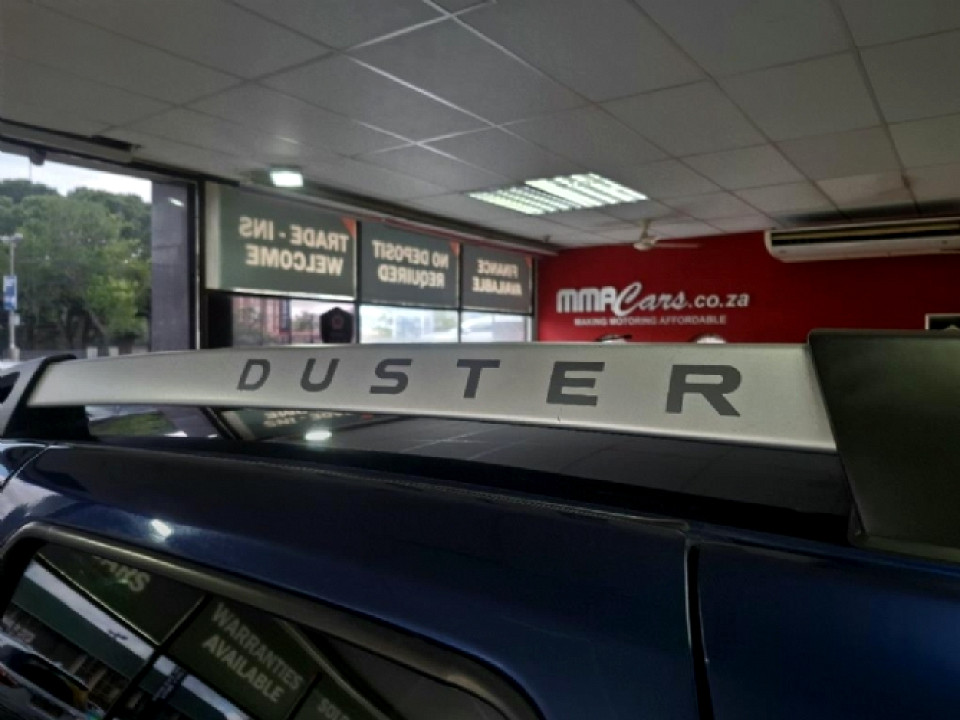 TRADE - INS
WELCOME
NO DEPOSIT
REQUIRED
FINANCE
AVAILABLE
MMACars.co.za
MAKING MOTORING AFFORDABLE
DUSTER
WARRANTIES
AVAILABLE